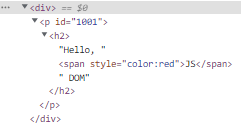 ... <div> == $0
<p id="1001">
<h2>
"Hello, "
<span style="color:red">JS</span>
" DOM"
</h2>
</p>
</div>